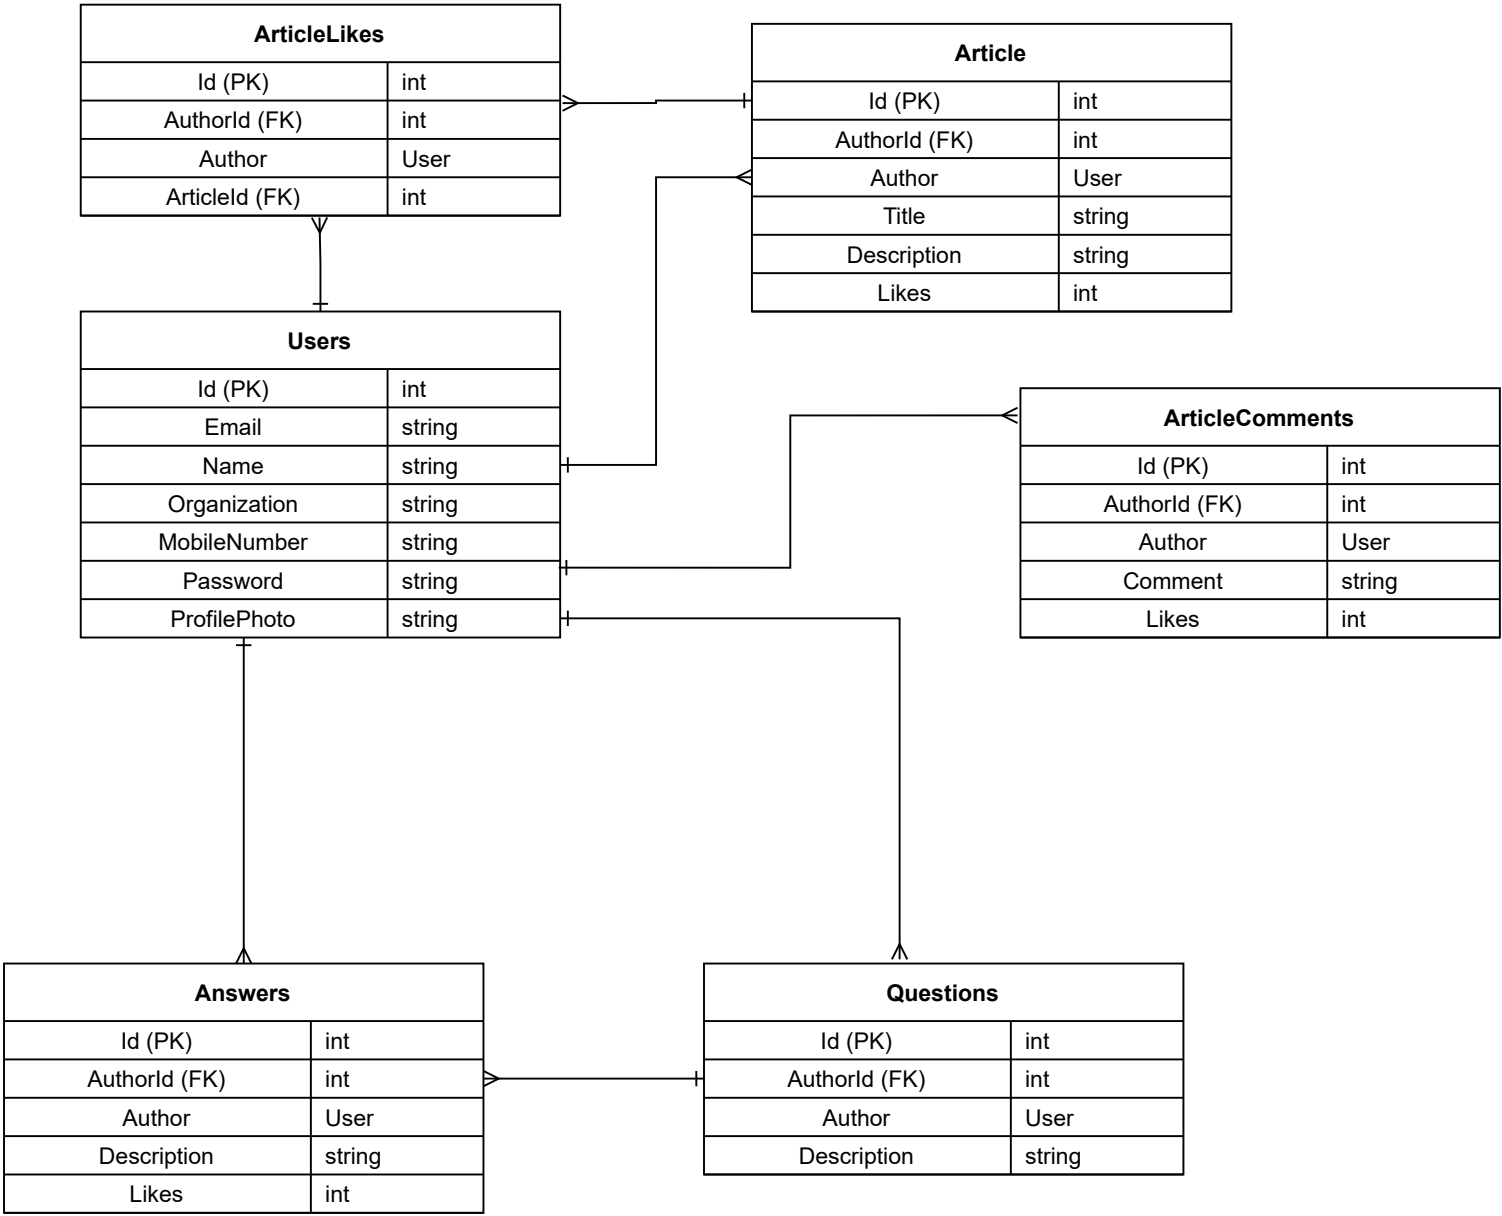 ArticleLikes
Id (PK) int
AuthorId (FK) int
Author User
ArticleId (FK) int
Article
Id (PK) int
AuthorId (FK) int
Author User
Title string
Description string
Likes int
Users
Id (PK) int
Email string
Name string
Organization string
MobileNumber string
Password string
ProfilePhoto string
ArticleComments
Id (PK) int
AuthorId (FK) int
Author User
Comment string
Likes int
Answers
Id (PK) int
AuthorId (FK) int
Author User
Description string
Likes int
Questions
Id (PK) int
AuthorId (FK) int
Author User
Description string